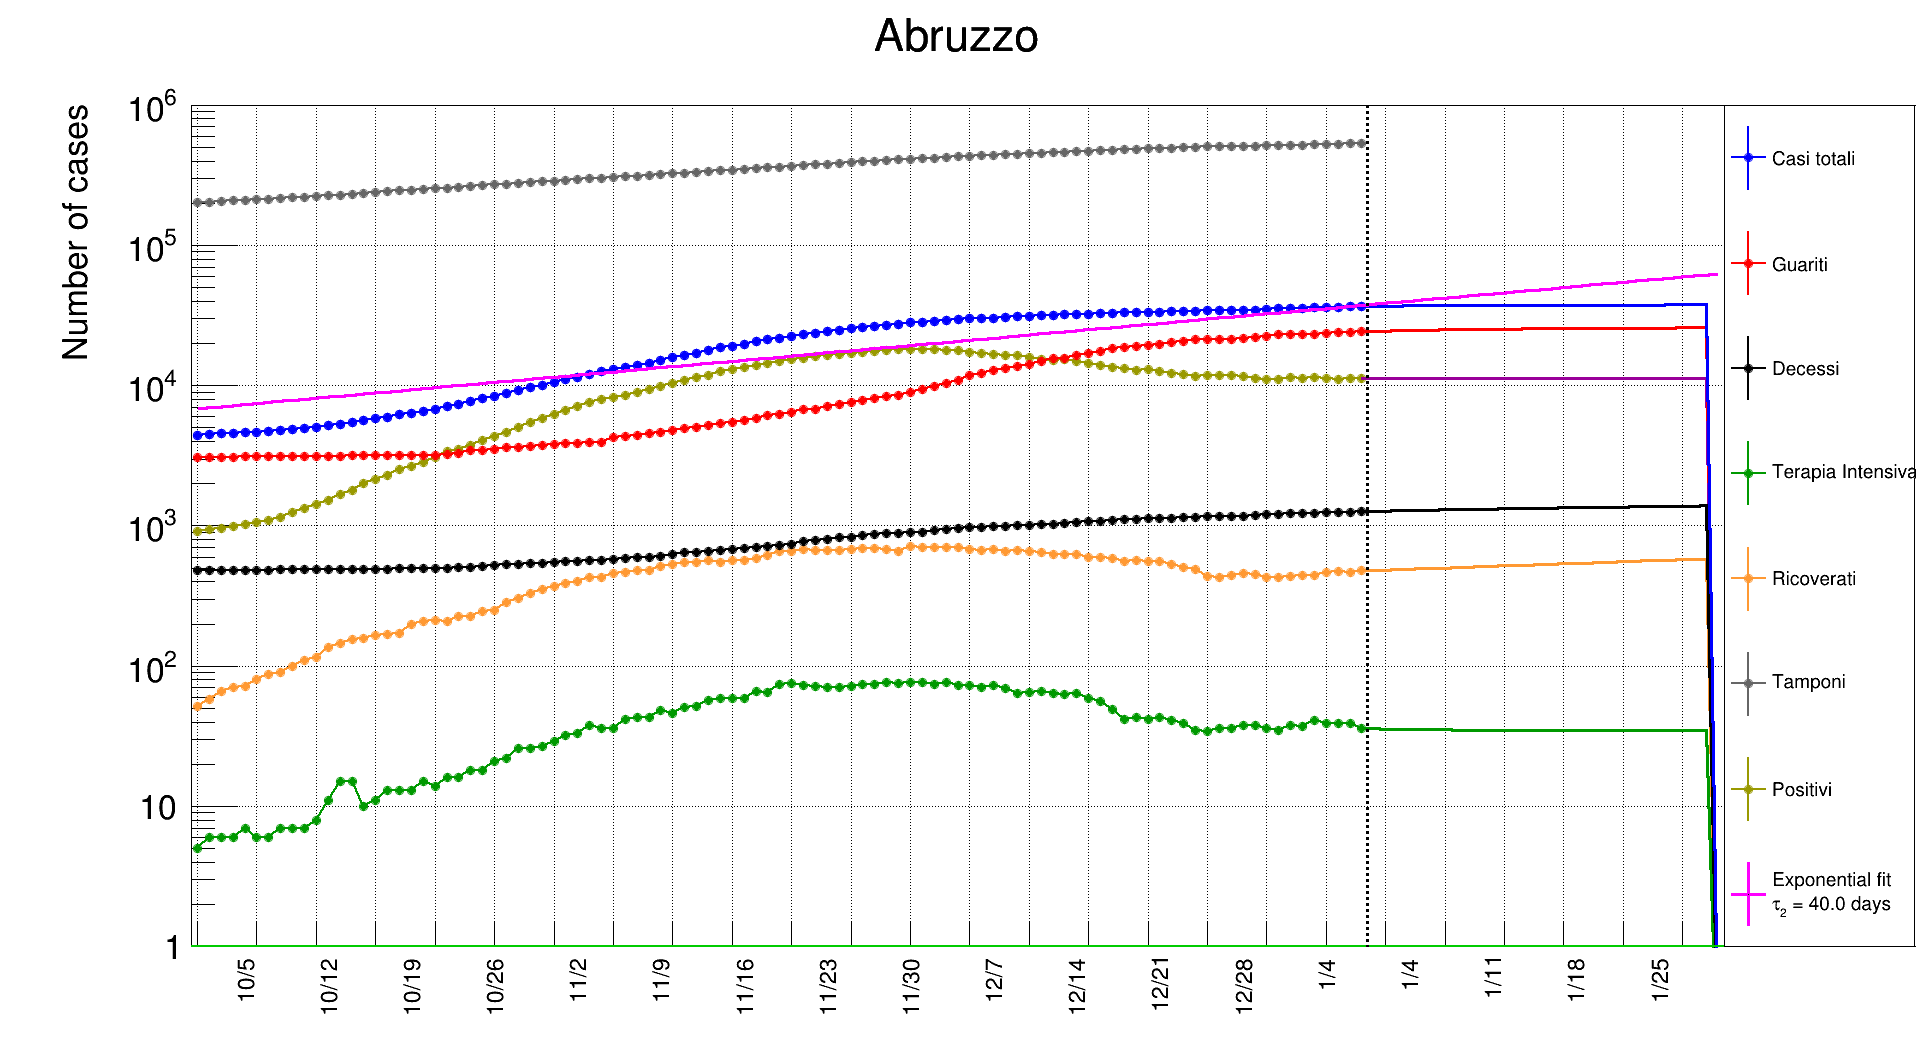 Abruzzo
Number of cases
10^6
10^5
10^4
10^3
10^2
10
1
10/5
10/12
10/19
10/26
11/2
11/9
11/16
11/23
11/30
12/7
12/14
12/21
12/28
1/4
1/4
1/11
1/18
1/25
Casi totali
Guariti
Decessi
Terapia Intensiva
Ricoverati
Tamponi
Positivi
Exponential fit
τ₂ = 40.0 days